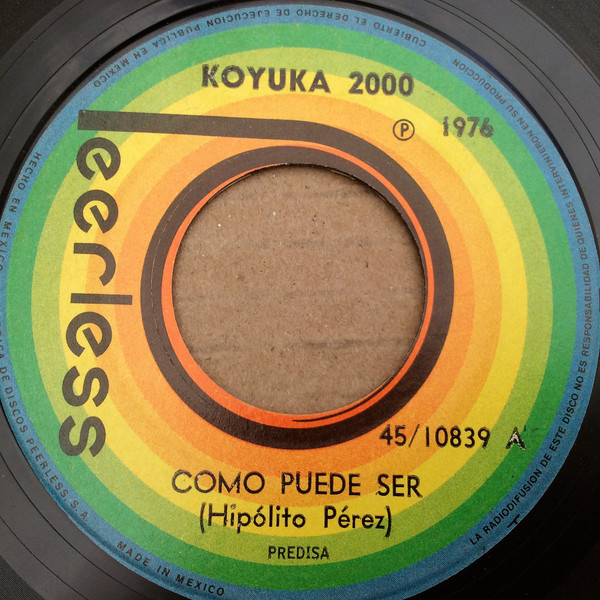 KOYUKA 2000
Peerless
Ⓟ 1976
45/10839 A
COMO PUEDE SER
(Hipólito Pérez)
PREDISA
MADE IN MEXICO
DE DISCOS PEERLESS, S.A.
HECHO EN MEXICO
CUBIERTO EL DERECHO DE EJECUCION PUBLICA EN MEXICO
LA RADIODIFUSION DE ESTE DISCO NO ES RESPONSABILIDAD DE QUIENES INTERVINIERON EN SU PRODUCCION